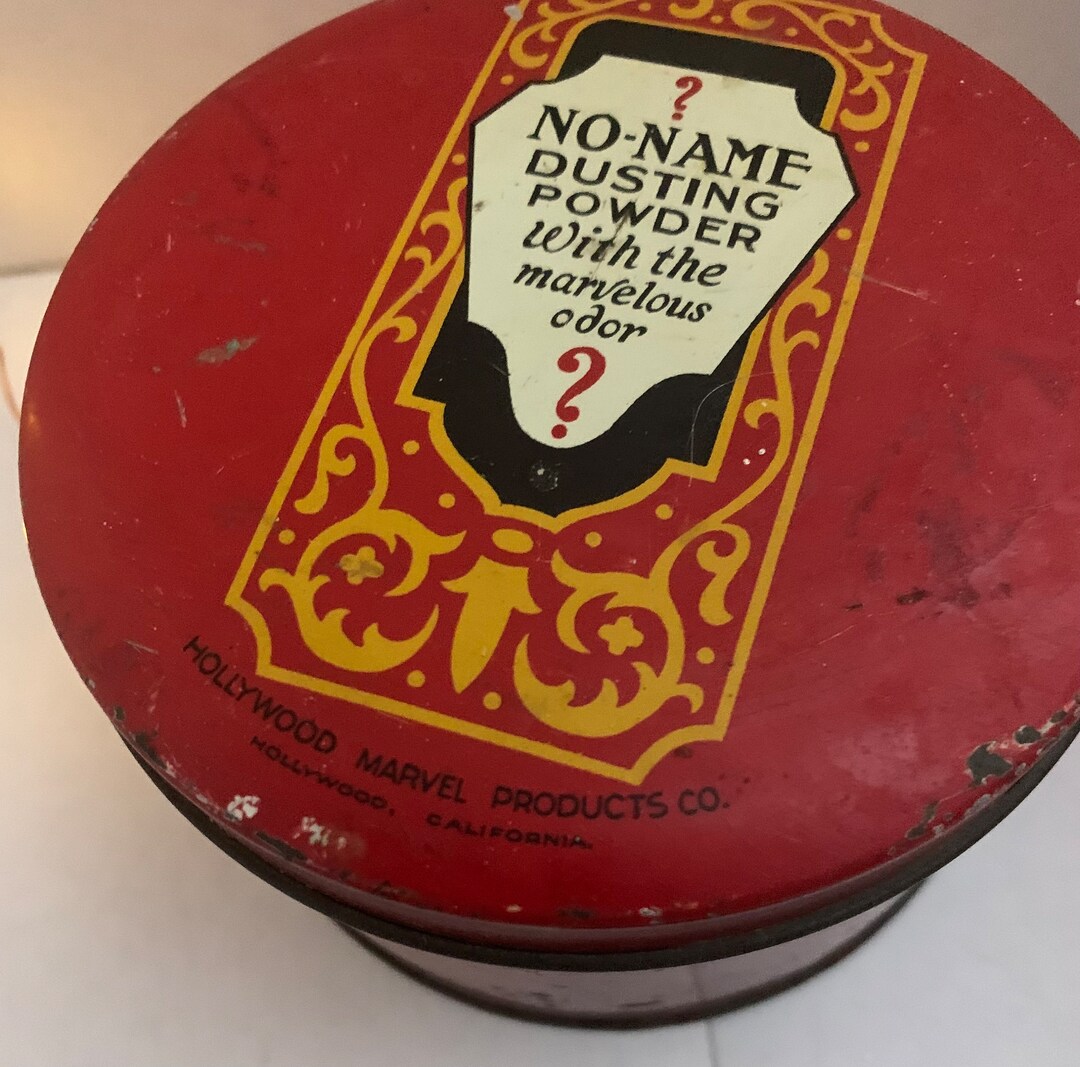 ?
NO-NAME
DUSTING
POWDER
With the
marvelous
odor
?
HOLLYWOOD MARVEL PRODUCTS CO.
HOLLYWOOD, CALIFORNIA.